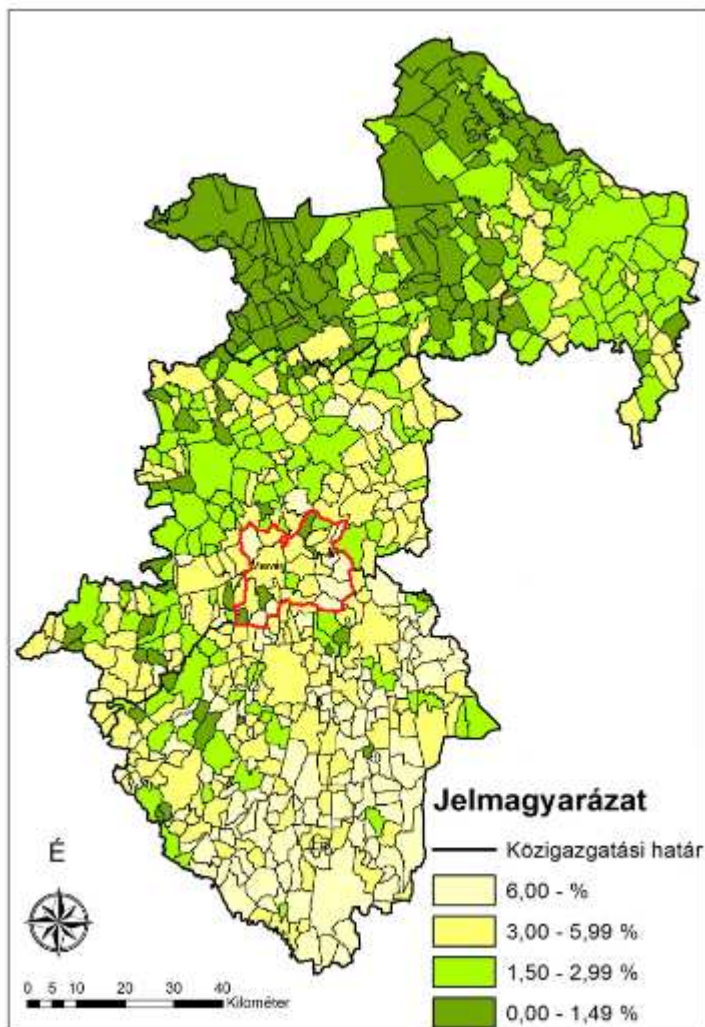 Vasvár
Jelmagyarázat
Közigazgatási határ
6,00 - %
3,00 - 5,99 %
1,50 - 2,99 %
0,00 - 1,49 %
É
0 5 10 20 30 40
Kilométer